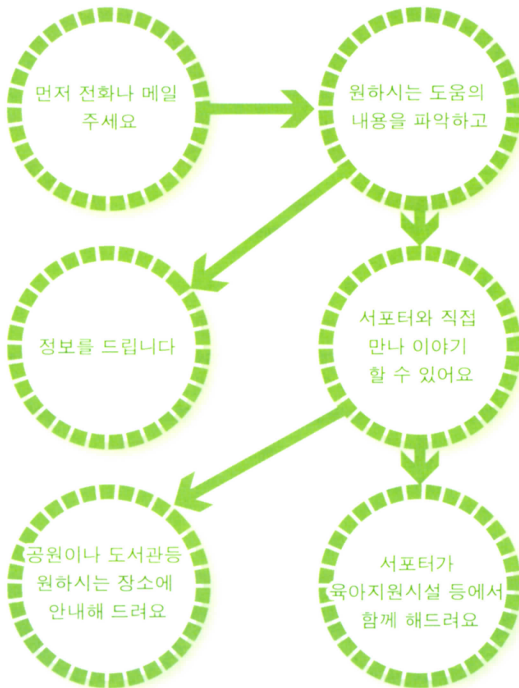 먼저 전화나 메일
주세요
원하시는 도움의
내용을 파악하고
정보를 드립니다
서포터와 직접
만나 이야기
할 수 있어요
공원이나 도서관등
원하시는 장소에
안내해 드려요
서포터가
육아지원시설 등에서
함께 해드려요